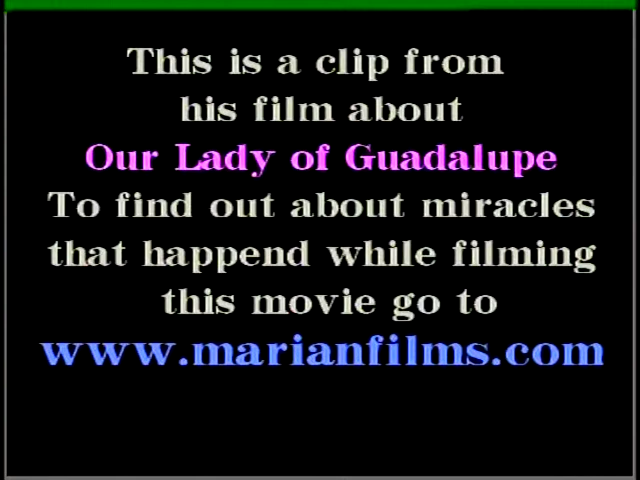 This is a clip from
his film about
Our Lady of Guadalupe
To find out about miracles
that happend while filming
this movie go to
www.marianfilms.com